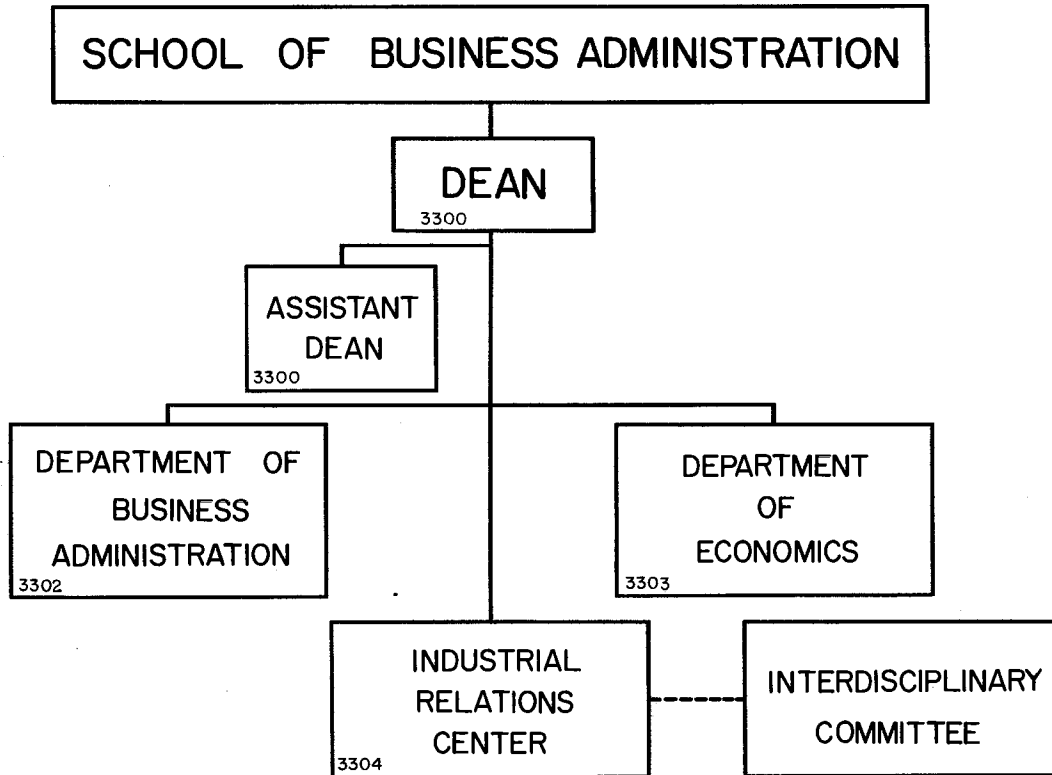 SCHOOL OF BUSINESS ADMINISTRATION
DEAN
3300
ASSISTANT
DEAN
3300
DEPARTMENT OF
BUSINESS
ADMINISTRATION
3302
DEPARTMENT
OF
ECONOMICS
3303
INDUSTRIAL
RELATIONS
CENTER
3304
INTERDISCIPLINARY
COMMITTEE